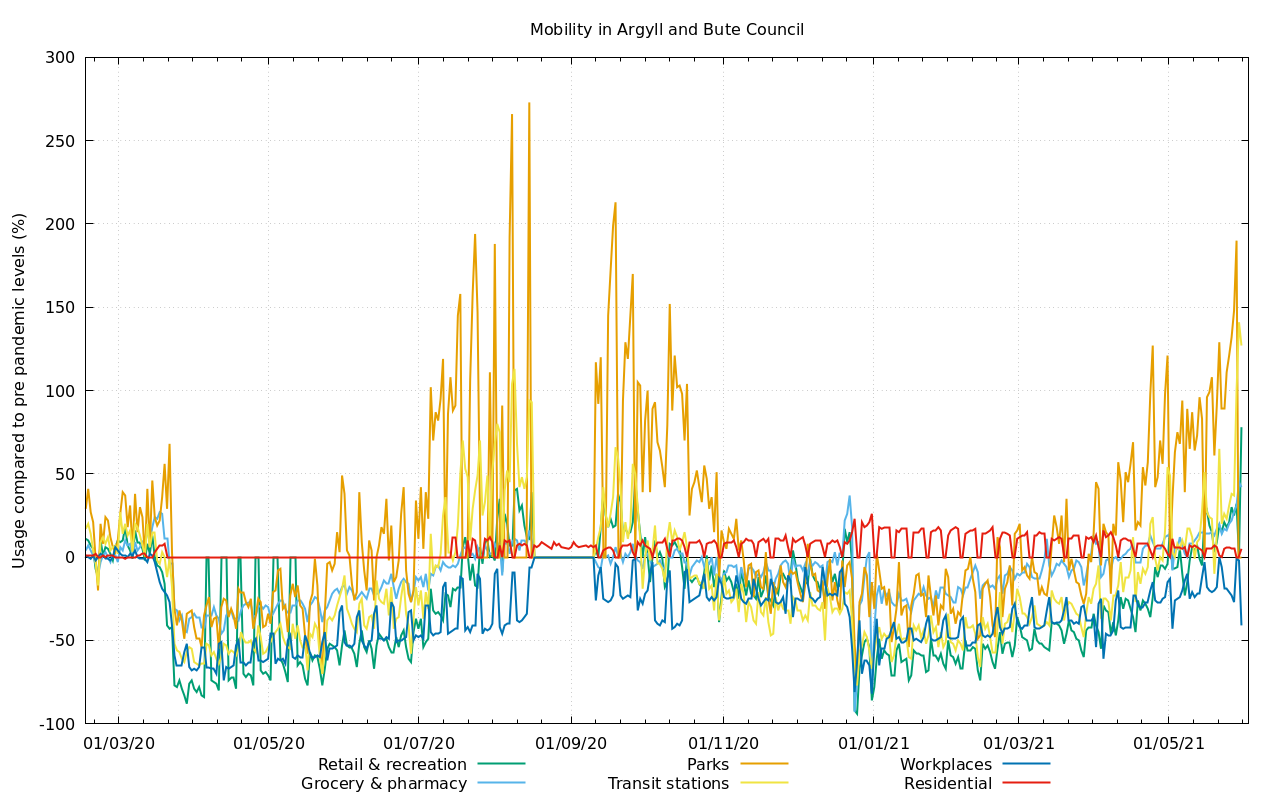 Mobility in Argyll and Bute Council
Usage compared to pre pandemic levels (%)
300
250
200
150
100
50
0
-50
-100
01/03/20 01/05/20 01/07/20 01/09/20 01/11/20 01/01/21 01/03/21 01/05/21
Retail & recreation Parks Workplaces
Grocery & pharmacy Transit stations Residential